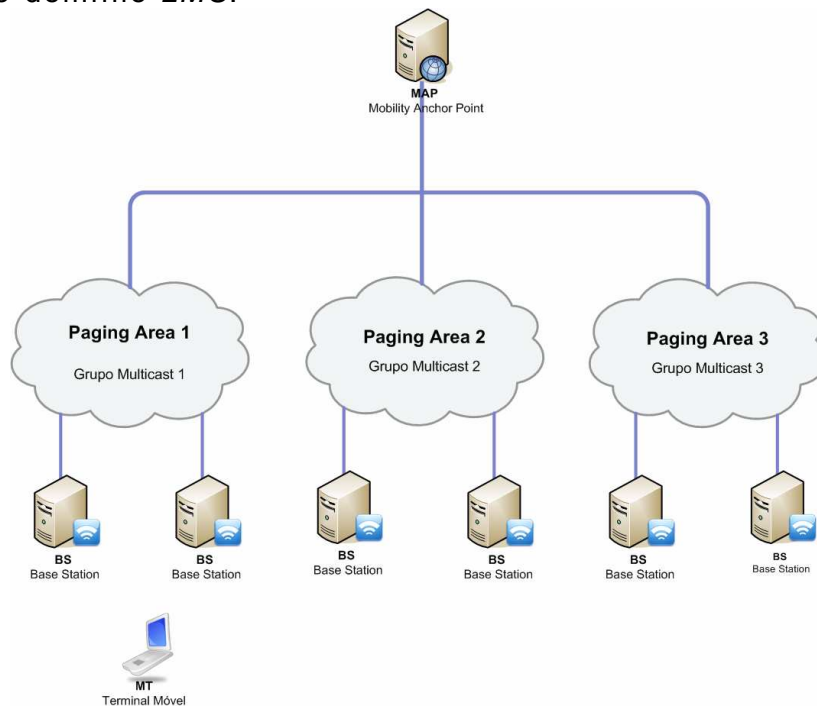 domínio
MAP
Mobility Anchor Point
Paging Area 1
Grupo Multicast 1
Paging Area 2
Grupo Multicast 2
Paging Area 3
Grupo Multicast 3
BS
Base Station
BS
Base Station
BS
Base Station
BS
Base Station
BS
Base Station
BS
Base Station
MT
Terminal Móvel